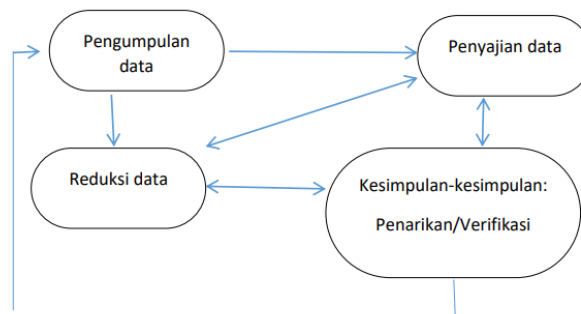 Pengumpulan
data
Penyajian data
Reduksi data
Kesimpulan-kesimpulan:
Penarikan/Verifikasi